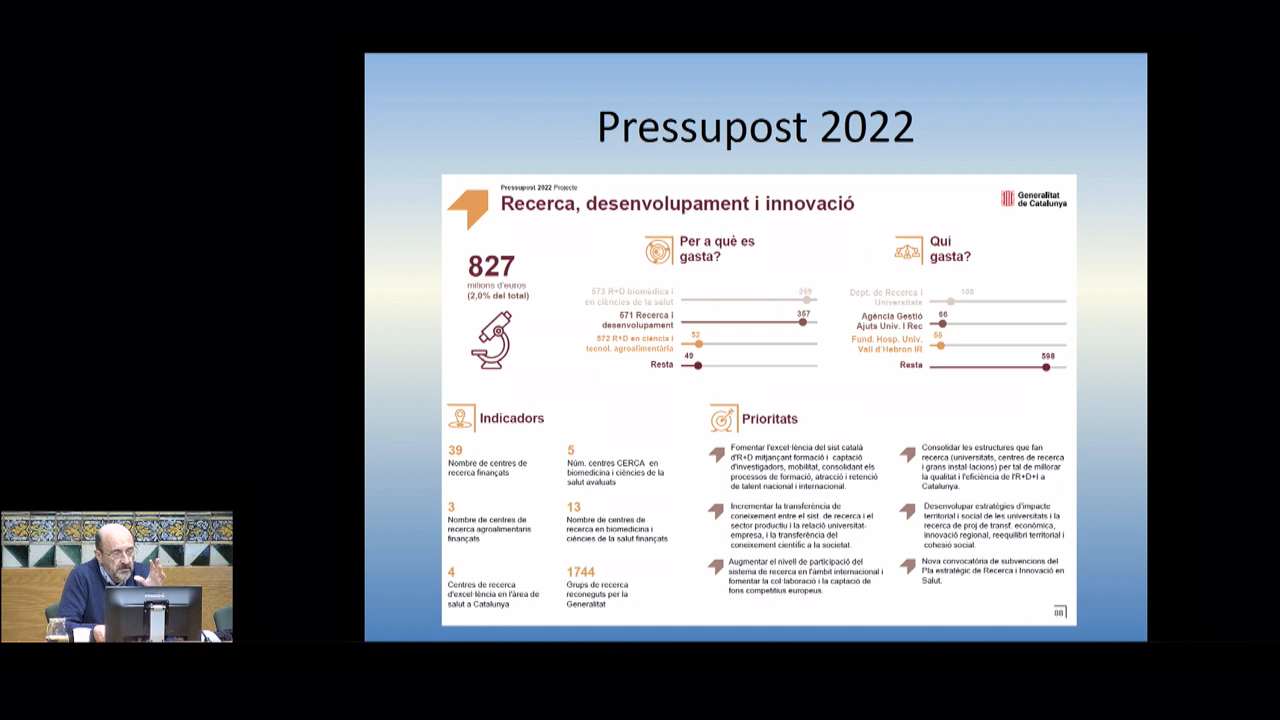 Pressupost 2022
Pressupost 2022 Projecte
Recerca, desenvolupament i innovació
Generalitat
de Catalunya
827
milions d'euros
(2,0% del total)
Per a què es
gasta?
573 R+D biomèdica i
en ciències de la salut
369
571 Recerca i
desenvolupament
357
572 R+D en ciència i
tecnol. agroalimentària
52
Resta
49
Qui
gasta?
Dept. de Recerca i
Universitats
108
Agència Gestió
Ajuts Univ. I Rec
66
Fund. Hosp. Univ.
Vall d'Hebron IR
Resta
598
Indicadors
39
Nombre de centres de
recerca finançats
5
Núm. centres CERCA en
biomedicina i ciències de la
salut avaluats
3
Nombre de centres de
recerca agroalimentaris
finançats
13
Nombre de centres de
recerca en biomedicina i
ciències de la salut finançats
4
Centres de recerca
d'excel·lència en l'àrea de
salut a Catalunya
1744
Grups de recerca
reconeguts per la
Generalitat
Prioritats
Fomentar l'excel·lència del sist català
d'R+D mitjançant formació i captació
d'investigadors, mobilitat, consolidant els
processos de formació, atracció i retenció
de talent nacional i internacional.
Incrementar la transferència de
coneixement entre el sist. de recerca i el
sector productiu i la relació universitat-
empresa, i la transferència del
coneixement científic a la societat.
Augmentar el nivell de participació del
sistema de recerca en l'àmbit internacional i
fomentar la col·laboració i la captació de
fons competitius europeus.
Consolidar les estructures que fan
recerca (universitats, centres de recerca
i grans instal·lacions) per tal de millorar
la qualitat i l'eficiència de l'R+D+I a
Catalunya.
Desenvolupar estratègies d'impacte
territorial i social de les universitats i la
recerca de proj de transf. econòmica,
innovació regional, reequilibri territorial i
cohesió social.
Nova convocatòria de subvencions del
Pla estratègic de Recerca i Innovació en
Salut.
88